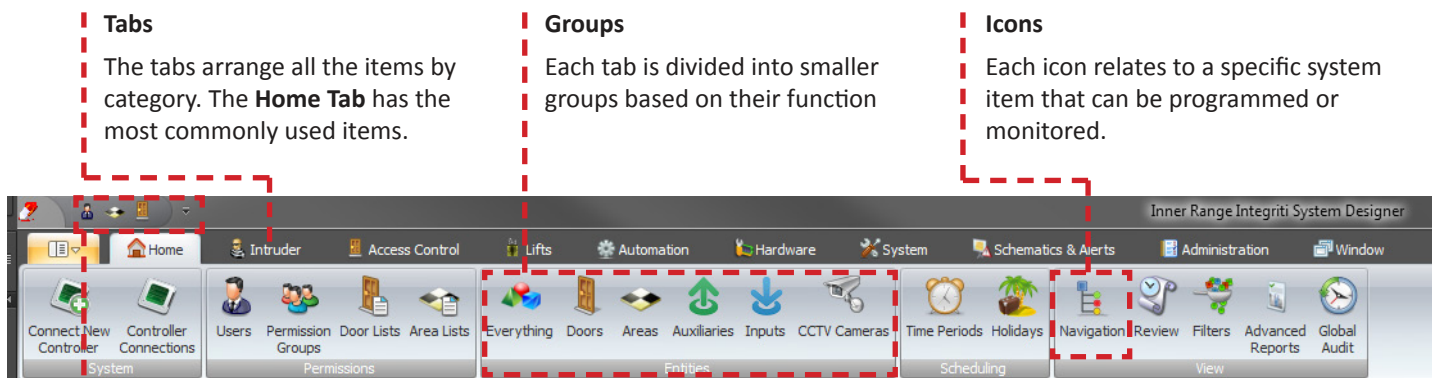 Tabs
The tabs arrange all the items by
category. The Home Tab has the
most commonly used items.
Groups
Each tab is divided into smaller
groups based on their function
Icons
Each icon relates to a specific system
item that can be programmed or
monitored.
Inner Range Integriti System Designer
Home Intruder Access Control Lifts Automation Hardware System Schematics & Alerts Administration Window
Connect New Controller Users Permission Door Lists Area Lists Everything Doors Areas Auxiliaries Inputs CCTV Cameras Time Periods Holidays Navigation Review Filters Advanced Global
Controller Connections Groups Reports Audit
System Permissions Entities Scheduling View